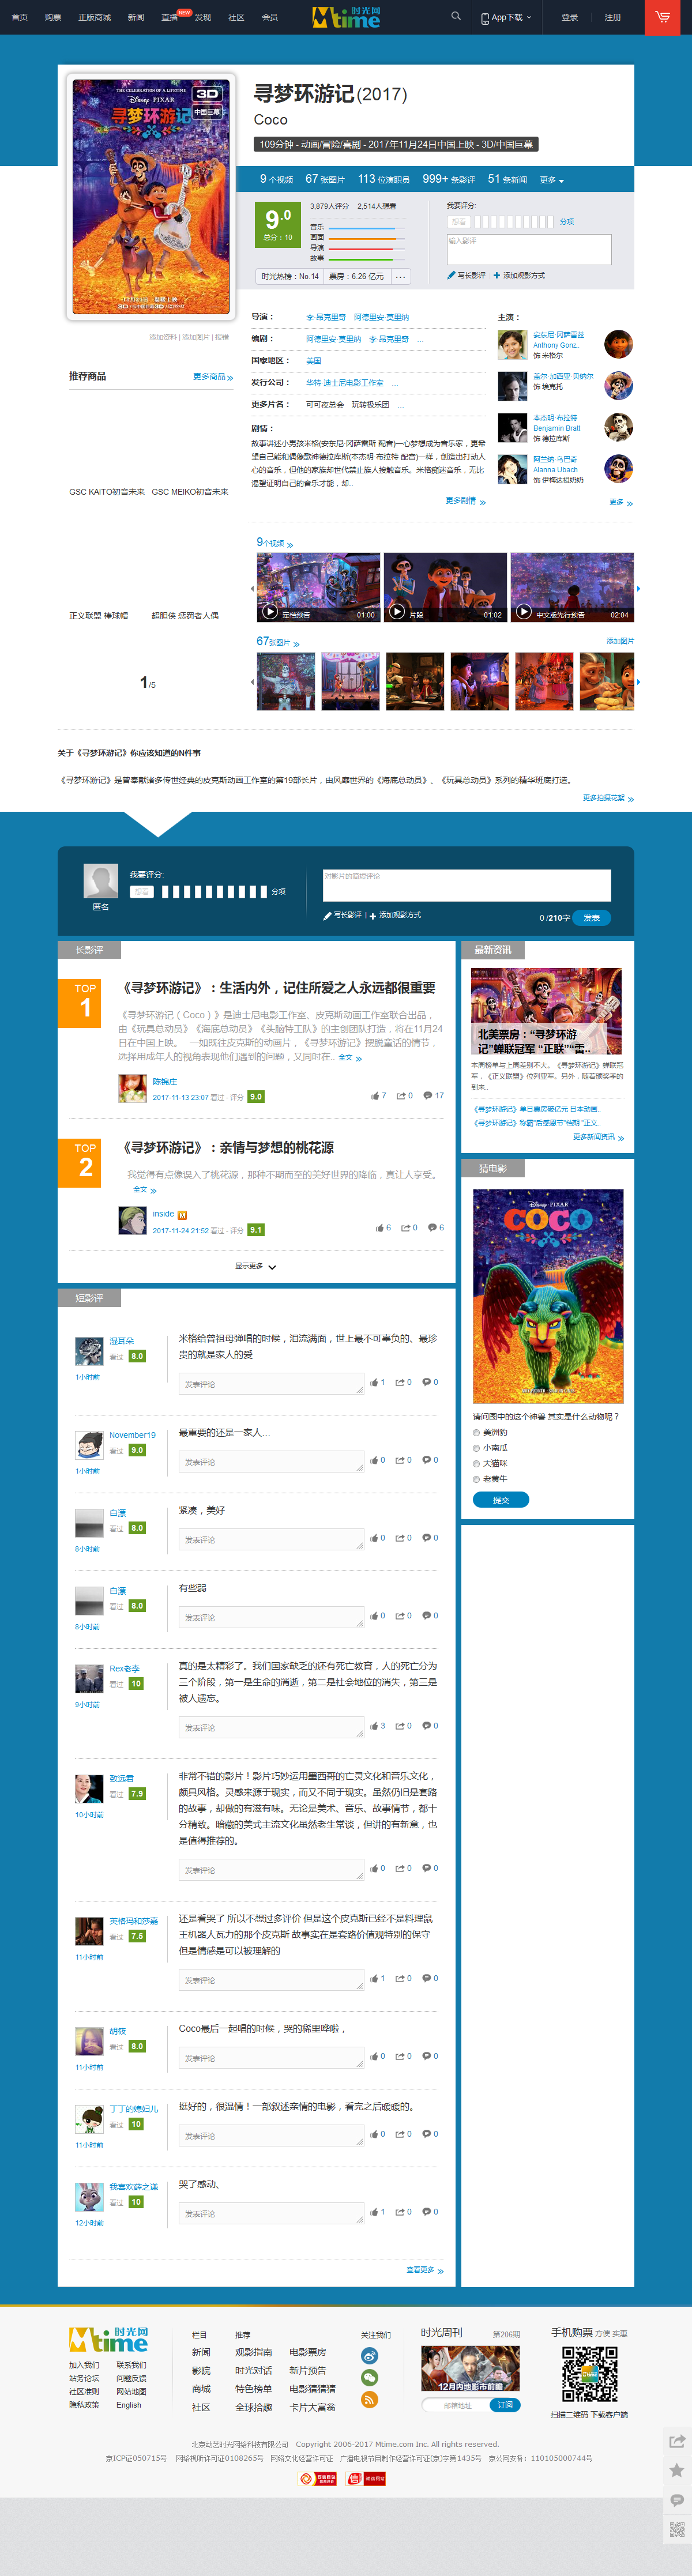 首页 购票 正版商城 新闻 直播 NEW 发现 社区 会员 时光网 Mtime App下载 登录 注册
寻梦环游记(2017)
Coco
109分钟 - 动画/冒险/喜剧 - 2017年11月24日中国上映 - 3D/中国巨幕
9 个视频 67 张图片 113 位演职员 999+ 条影评 51 条新闻 更多
9.0
总分：10
3,879人评分 2,514人想看
音乐
画面
导演
故事
时光热榜：No.14 票房：6.26 亿元 ...
我要评分:
想看 分项
输入影评
写长影评 添加观影方式
添加资料 | 添加图片 | 报错
推荐商品 更多商品
GSC KAITO初音未来 GSC MEIKO初音未来
正义联盟 棒球帽 超胆侠 惩罚者人偶
1/5
导演： 李·昂克里奇 阿德里安·莫里纳
编剧： 阿德里安·莫里纳 李·昂克里奇 ...
国家地区： 美国
发行公司： 华特·迪士尼电影工作室 ...
更多片名： 可可夜总会 玩转极乐团 ...
剧情：
故事讲述小男孩米格(安东尼·冈萨雷斯 配音)一心梦想成为音乐家，更希
望自己能和偶像歌神德拉库斯(本杰明·布拉特 配音)一样，创造出打动人
心的音乐，但他的家族却世代禁止族人接触音乐。米格痴迷音乐，无比
渴望证明自己的音乐才能，却..
更多剧情
主演：
安东尼·冈萨雷兹
Anthony Gonz..
饰 米格尔
盖尔·加西亚·贝纳尔
饰 埃克托
本杰明·布拉特
Benjamin Bratt
饰 德拉库斯
阿兰纳·乌巴奇
Alanna Ubach
饰 伊梅达祖奶奶
更多
9个视频
定档预告 01:00 片段 01:02 中文版先行预告 02:04
67张图片 添加图片
关于《寻梦环游记》你应该知道的N件事
《寻梦环游记》是曾奉献诸多传世经典的皮克斯动画工作室的第19部长片，由风靡世界的《海底总动员》、《玩具总动员》系列的精华班底打造。
更多拍摄花絮
匿名
我要评分:
想看 分项
对影片的简短评论
写长影评 | 添加观影方式 0 /210字 发表
长影评
TOP 1
《寻梦环游记》：生活内外，记住所爱之人永远都很重要
《寻梦环游记（Coco)》是迪士尼电影工作室、皮克斯动画工作室联合出品，
由《玩具总动员》《海底总动员》《头脑特工队》的主创团队打造，将在11月24
日在中国上映。 一如既往皮克斯的动画片，《寻梦环游记》摆脱童话的情节，
选择用成年人的视角表现他们遇到的问题，又同时在.. 全文
陈锦庄
2017-11-13 23:07 看过 - 评分 9.0 7 0 17
TOP 2
《寻梦环游记》：亲情与梦想的桃花源
我觉得有点像误入了桃花源，那种不期而至的美好世界的降临，真让人享受。
全文
inside
2017-11-24 21:52 看过 - 评分 9.1 6 0 6
显示更多
最新资讯
北美票房：“寻梦环游
记”蝉联冠军 “正联”“雷..
本周榜单与上周差别不大。《寻梦环游记》蝉联冠
军，《正义联盟》位列亚军。另外，随着颁奖季的
到来..
《寻梦环游记》单日票房破亿元 日本动画..
《寻梦环游记》称霸“后感恩节”档期 “正义..
更多新闻资讯
猜电影
DISNEY PIXAR
COCO
请问图中的这个神兽 其实是什么动物呢？
美洲豹
小南瓜
大猫咪
老黄牛
提交
短影评
湿耳朵
看过 8.0
1小时前
米格给曾祖母弹唱的时候，泪流满面，世上最不可辜负的、最珍
贵的就是家人的爱
发表评论 1 0 0
November19
看过 9.0
1小时前
最重要的还是一家人...
发表评论 0 0 0
白漂
看过 8.0
8小时前
紧凑，美好
发表评论 0 0 0
白漂
看过 8.0
8小时前
有些弱
发表评论 0 0 0
Rex老李
看过 10
9小时前
真的是太精彩了。我们国家缺乏的还有死亡教育，人的死亡分为
三个阶段，第一是生命的消逝，第二是社会地位的消失，第三是
被人遗忘。
发表评论 3 0 0
致远君
看过 7.9
10小时前
非常不错的影片！影片巧妙运用墨西哥的亡灵文化和音乐文化，
颇具风格。灵感来源于现实，而又不同于现实。虽然仍旧是套路
的故事，却做的有滋有味。无论是美术、音乐、故事情节，都十
分精致。暗藏的美式主流文化虽然老生常谈，但讲的有新意，也
是值得推荐的。
发表评论 0 0 0
英格玛和莎嘉
看过 7.5
11小时前
还是看哭了 所以不想过多评价 但是这个皮克斯已经不是料理鼠
王机器人瓦力的那个皮克斯 故事实在是套路价值观特别的保守
但是情感是可以被理解的
发表评论 1 0 0
看过 8.0
11小时前
Coco最后一起唱的时候，哭的稀里哗啦，
发表评论 0 0 0
丁丁的媳妇儿
看过 10
11小时前
挺好的，很温情！一部叙述亲情的电影，看完之后暖暖的。
发表评论 0 0 0
我喜欢薛之谦
看过 10
12小时前
哭了感动、
发表评论 1 0 0
查看更多
时光网 Mtime
加入我们 联系我们
站务论坛 问题反馈
社区准则 网站地图
隐私政策 English
栏目 推荐
新闻 观影指南 电影票房
影院 时光对话 新片预告
商城 特色榜单 电影猜猜猜
社区 全球拾趣 卡片大富翁
关注我们
时光周刊 第206期
12月内地影市前瞻
邮箱地址 订阅
手机购票 方便 实惠
扫描二维码 下载客户端
北京动艺时光网络科技有限公司 Copyright 2006-2017 Mtime.com Inc. All rights reserved.
京ICP证050715号 网络视听许可证0108265号 网络文化经营许可证 广播电视节目制作经营许可证(京)字第1435号 京公网安备：110105000744号